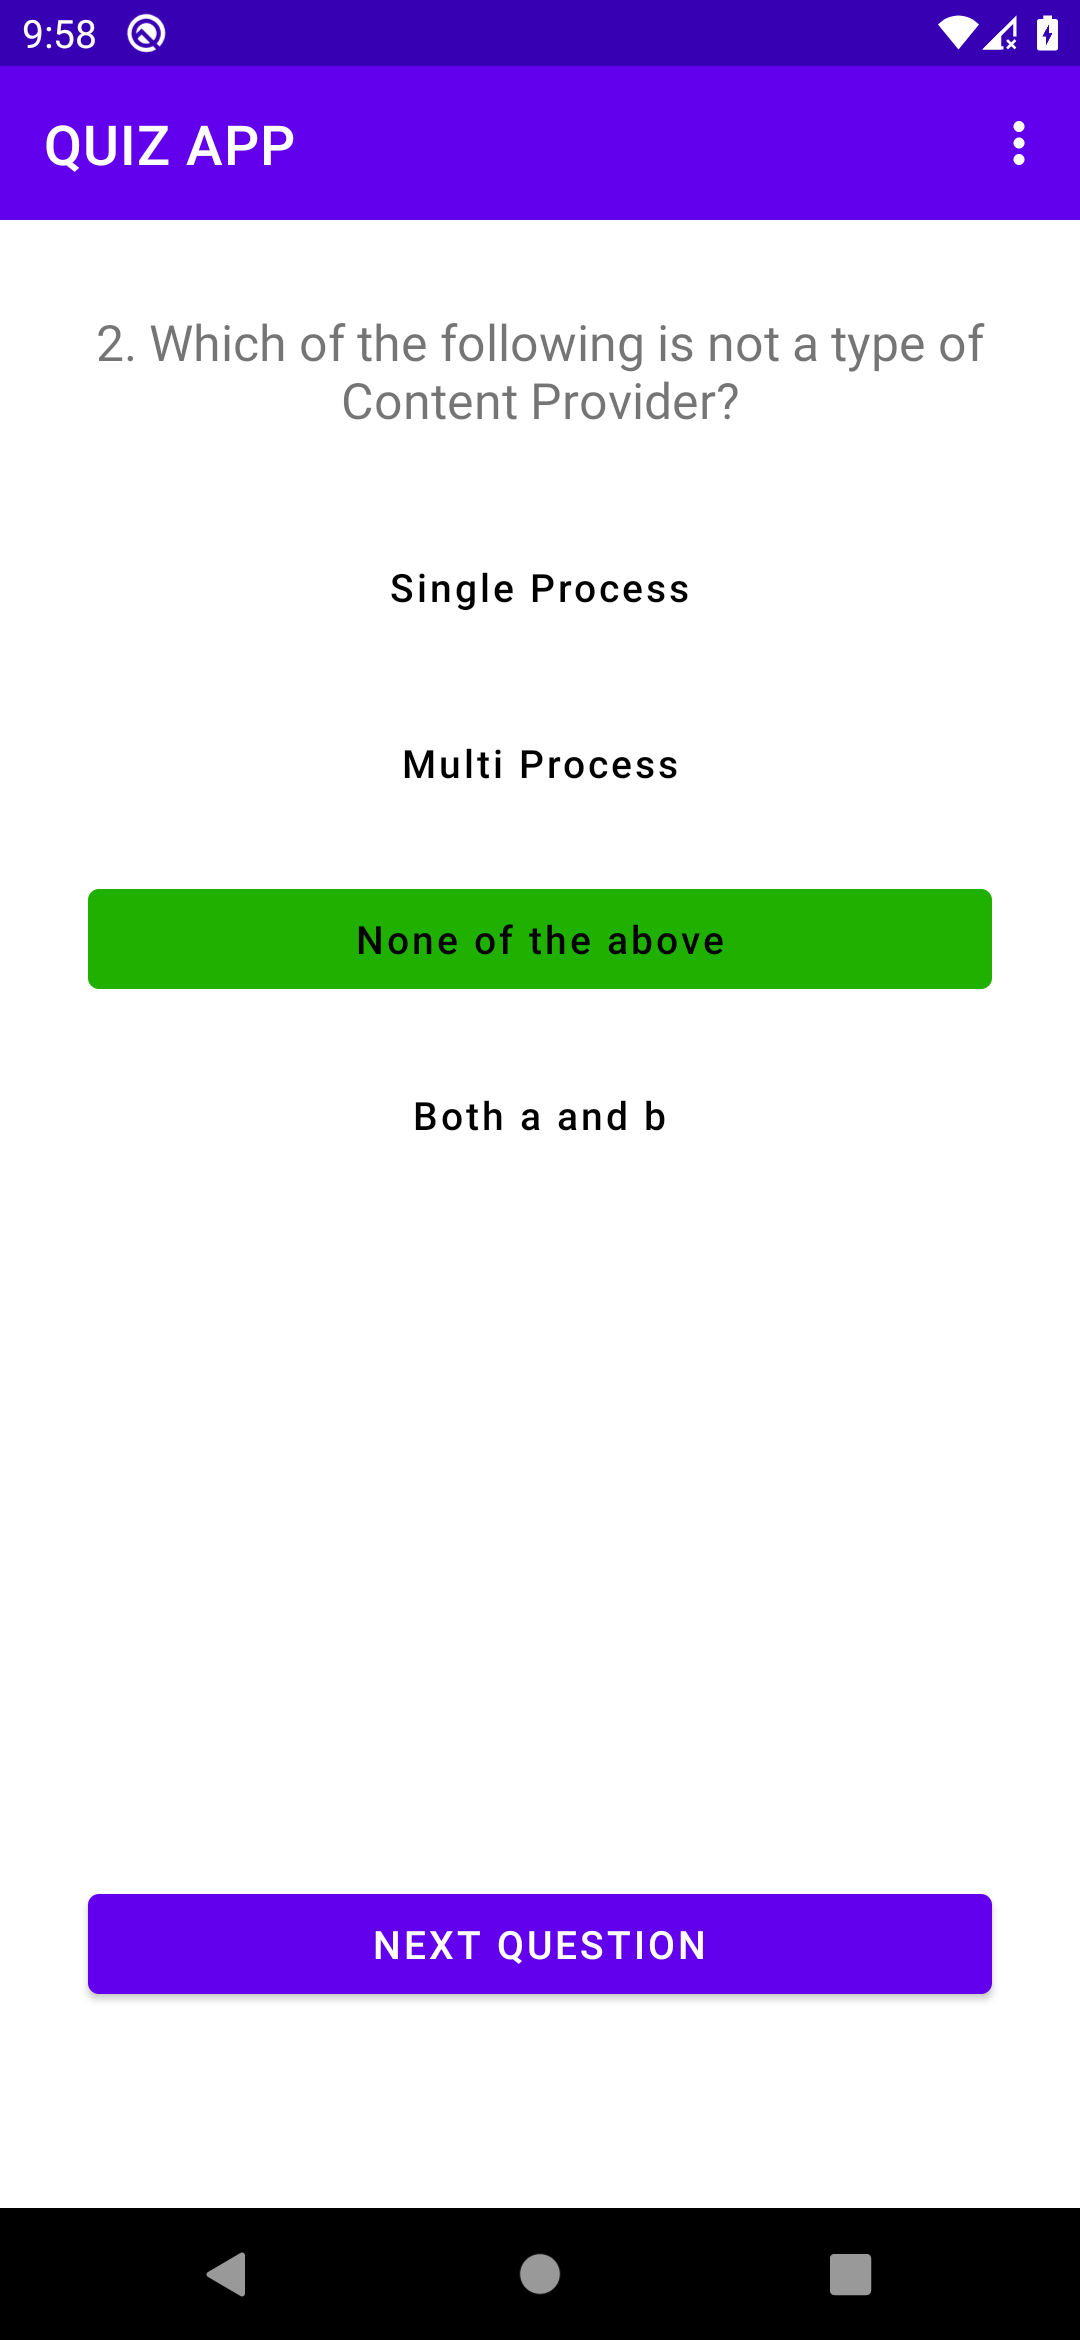 9:58
QUIZ APP
2. Which of the following is not a type of
Content Provider?
Single Process
Multi Process
None of the above
Both a and b
NEXT QUESTION